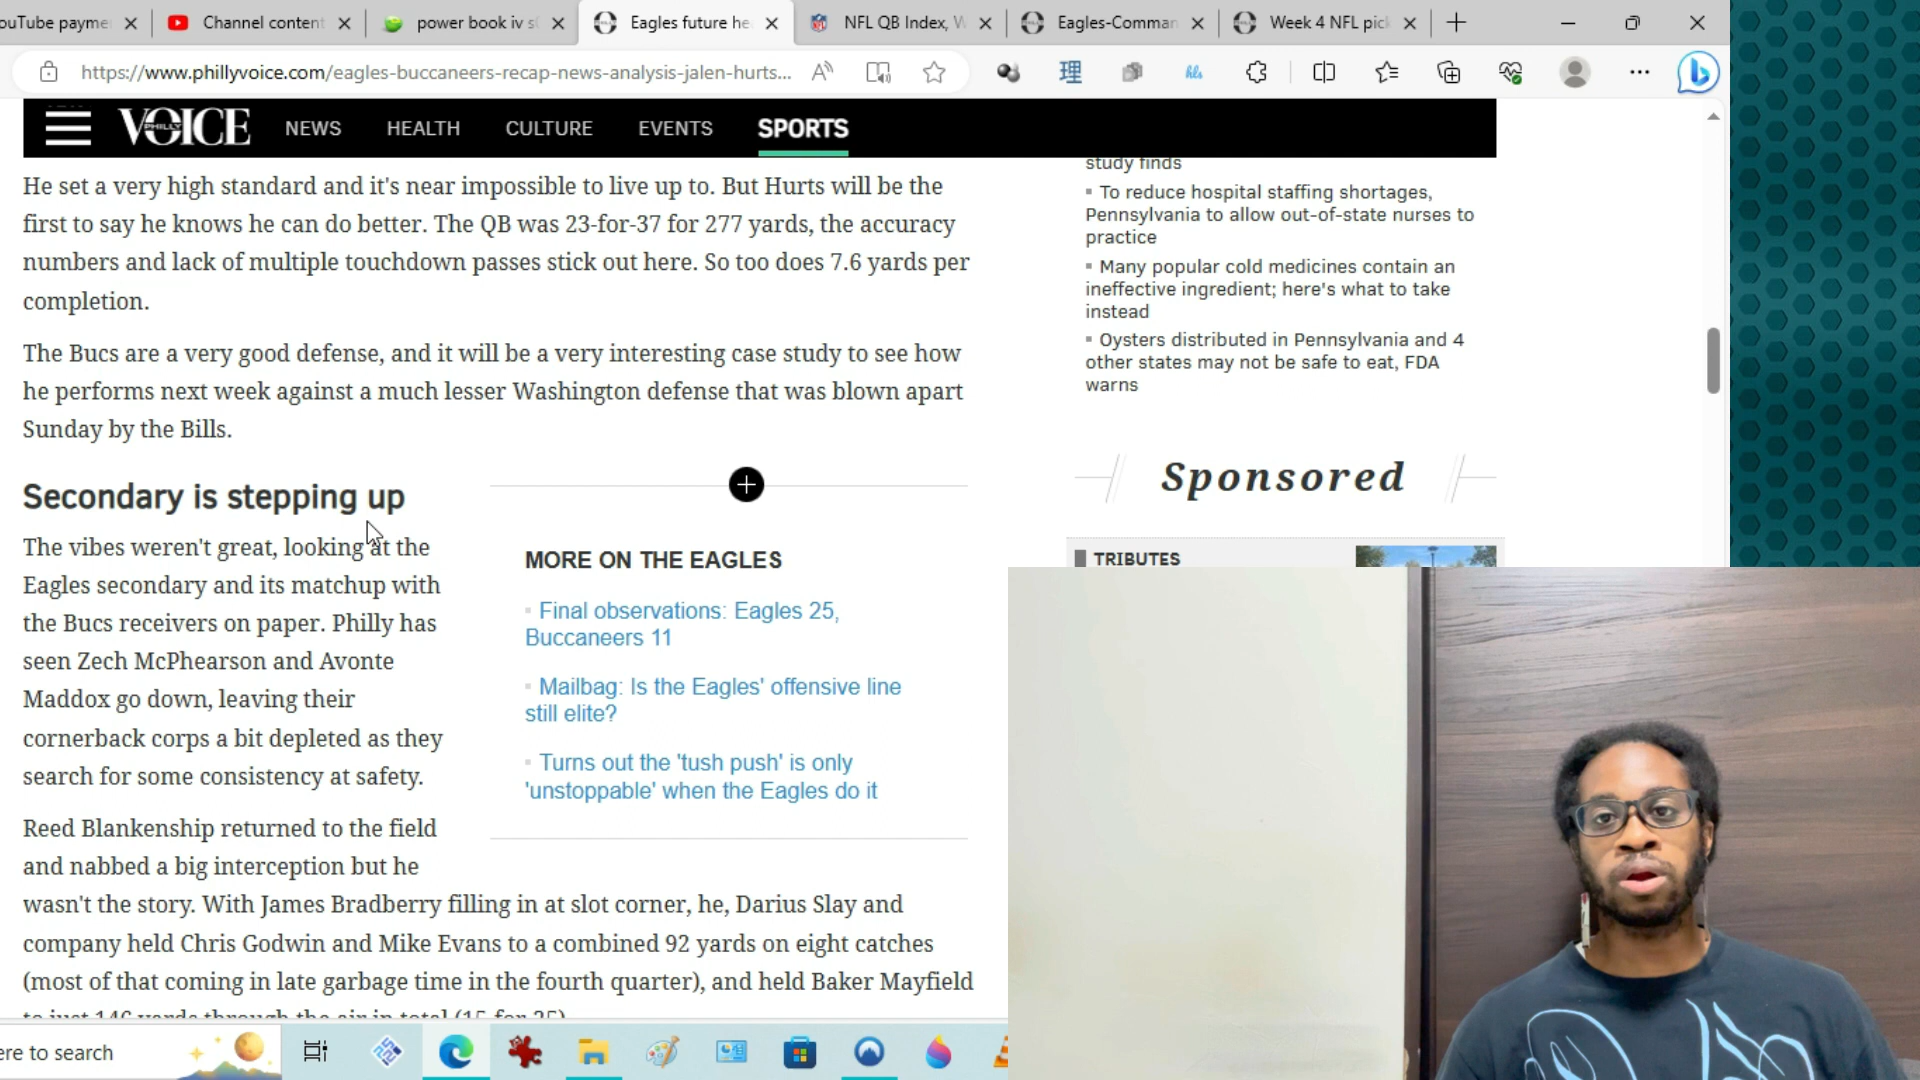 ouTube payme
Channel content
power book iv s
Eagles future he
NFL QB Index, W
Eagles-Comman
Week 4 NFL pic
https://www.phillyvoice.com/eagles-buccaneers-recap-news-analysis-jalen-hurts...
PHILLY VOICE
NEWS
HEALTH
CULTURE
EVENTS
SPORTS
He set a very high standard and it's near impossible to live up to. But Hurts will be the
first to say he knows he can do better. The QB was 23-for-37 for 277 yards, the accuracy
numbers and lack of multiple touchdown passes stick out here. So too does 7.6 yards per
completion.
The Bucs are a very good defense, and it will be a very interesting case study to see how
he performs next week against a much lesser Washington defense that was blown apart
Sunday by the Bills.
Secondary is stepping up
The vibes weren't great, looking at the
Eagles secondary and its matchup with
the Bucs receivers on paper. Philly has
seen Zech McPhearson and Avonte
Maddox go down, leaving their
cornerback corps a bit depleted as they
search for some consistency at safety.
Reed Blankenship returned to the field
and nabbed a big interception but he
wasn't the story. With James Bradberry filling in at slot corner, he, Darius Slay and
company held Chris Godwin and Mike Evans to a combined 92 yards on eight catches
(most of that coming in late garbage time in the fourth quarter), and held Baker Mayfield
to just 146 yards through the air in total (15-for-25).
MORE ON THE EAGLES
Final observations: Eagles 25,
Buccaneers 11
Mailbag: Is the Eagles' offensive line
still elite?
Turns out the 'tush push' is only
'unstoppable' when the Eagles do it
study finds
To reduce hospital staffing shortages,
Pennsylvania to allow out-of-state nurses to
practice
Many popular cold medicines contain an
ineffective ingredient; here's what to take
instead
Oysters distributed in Pennsylvania and 4
other states may not be safe to eat, FDA
warns
Sponsored
TRIBUTES
ere to search
理
hls